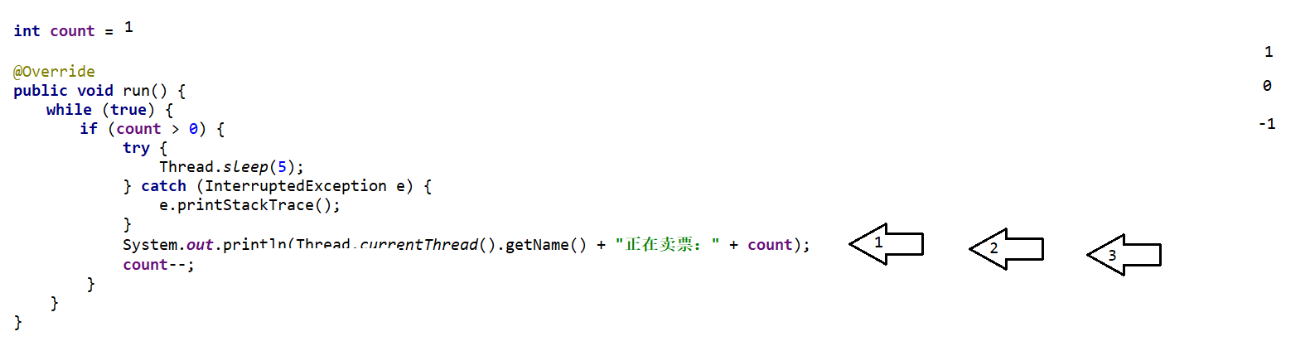 int count = 1
1
@Override
0
public void run() {
while (true) {
-1
if (count > 0) {
try {
Thread.sleep(5);
} catch (InterruptedException e) {
e.printStackTrace();
}
System.out.println(Thread.currentThread().getName() + "正在卖票：" + count);
1
2
3
count--;
}
}
}